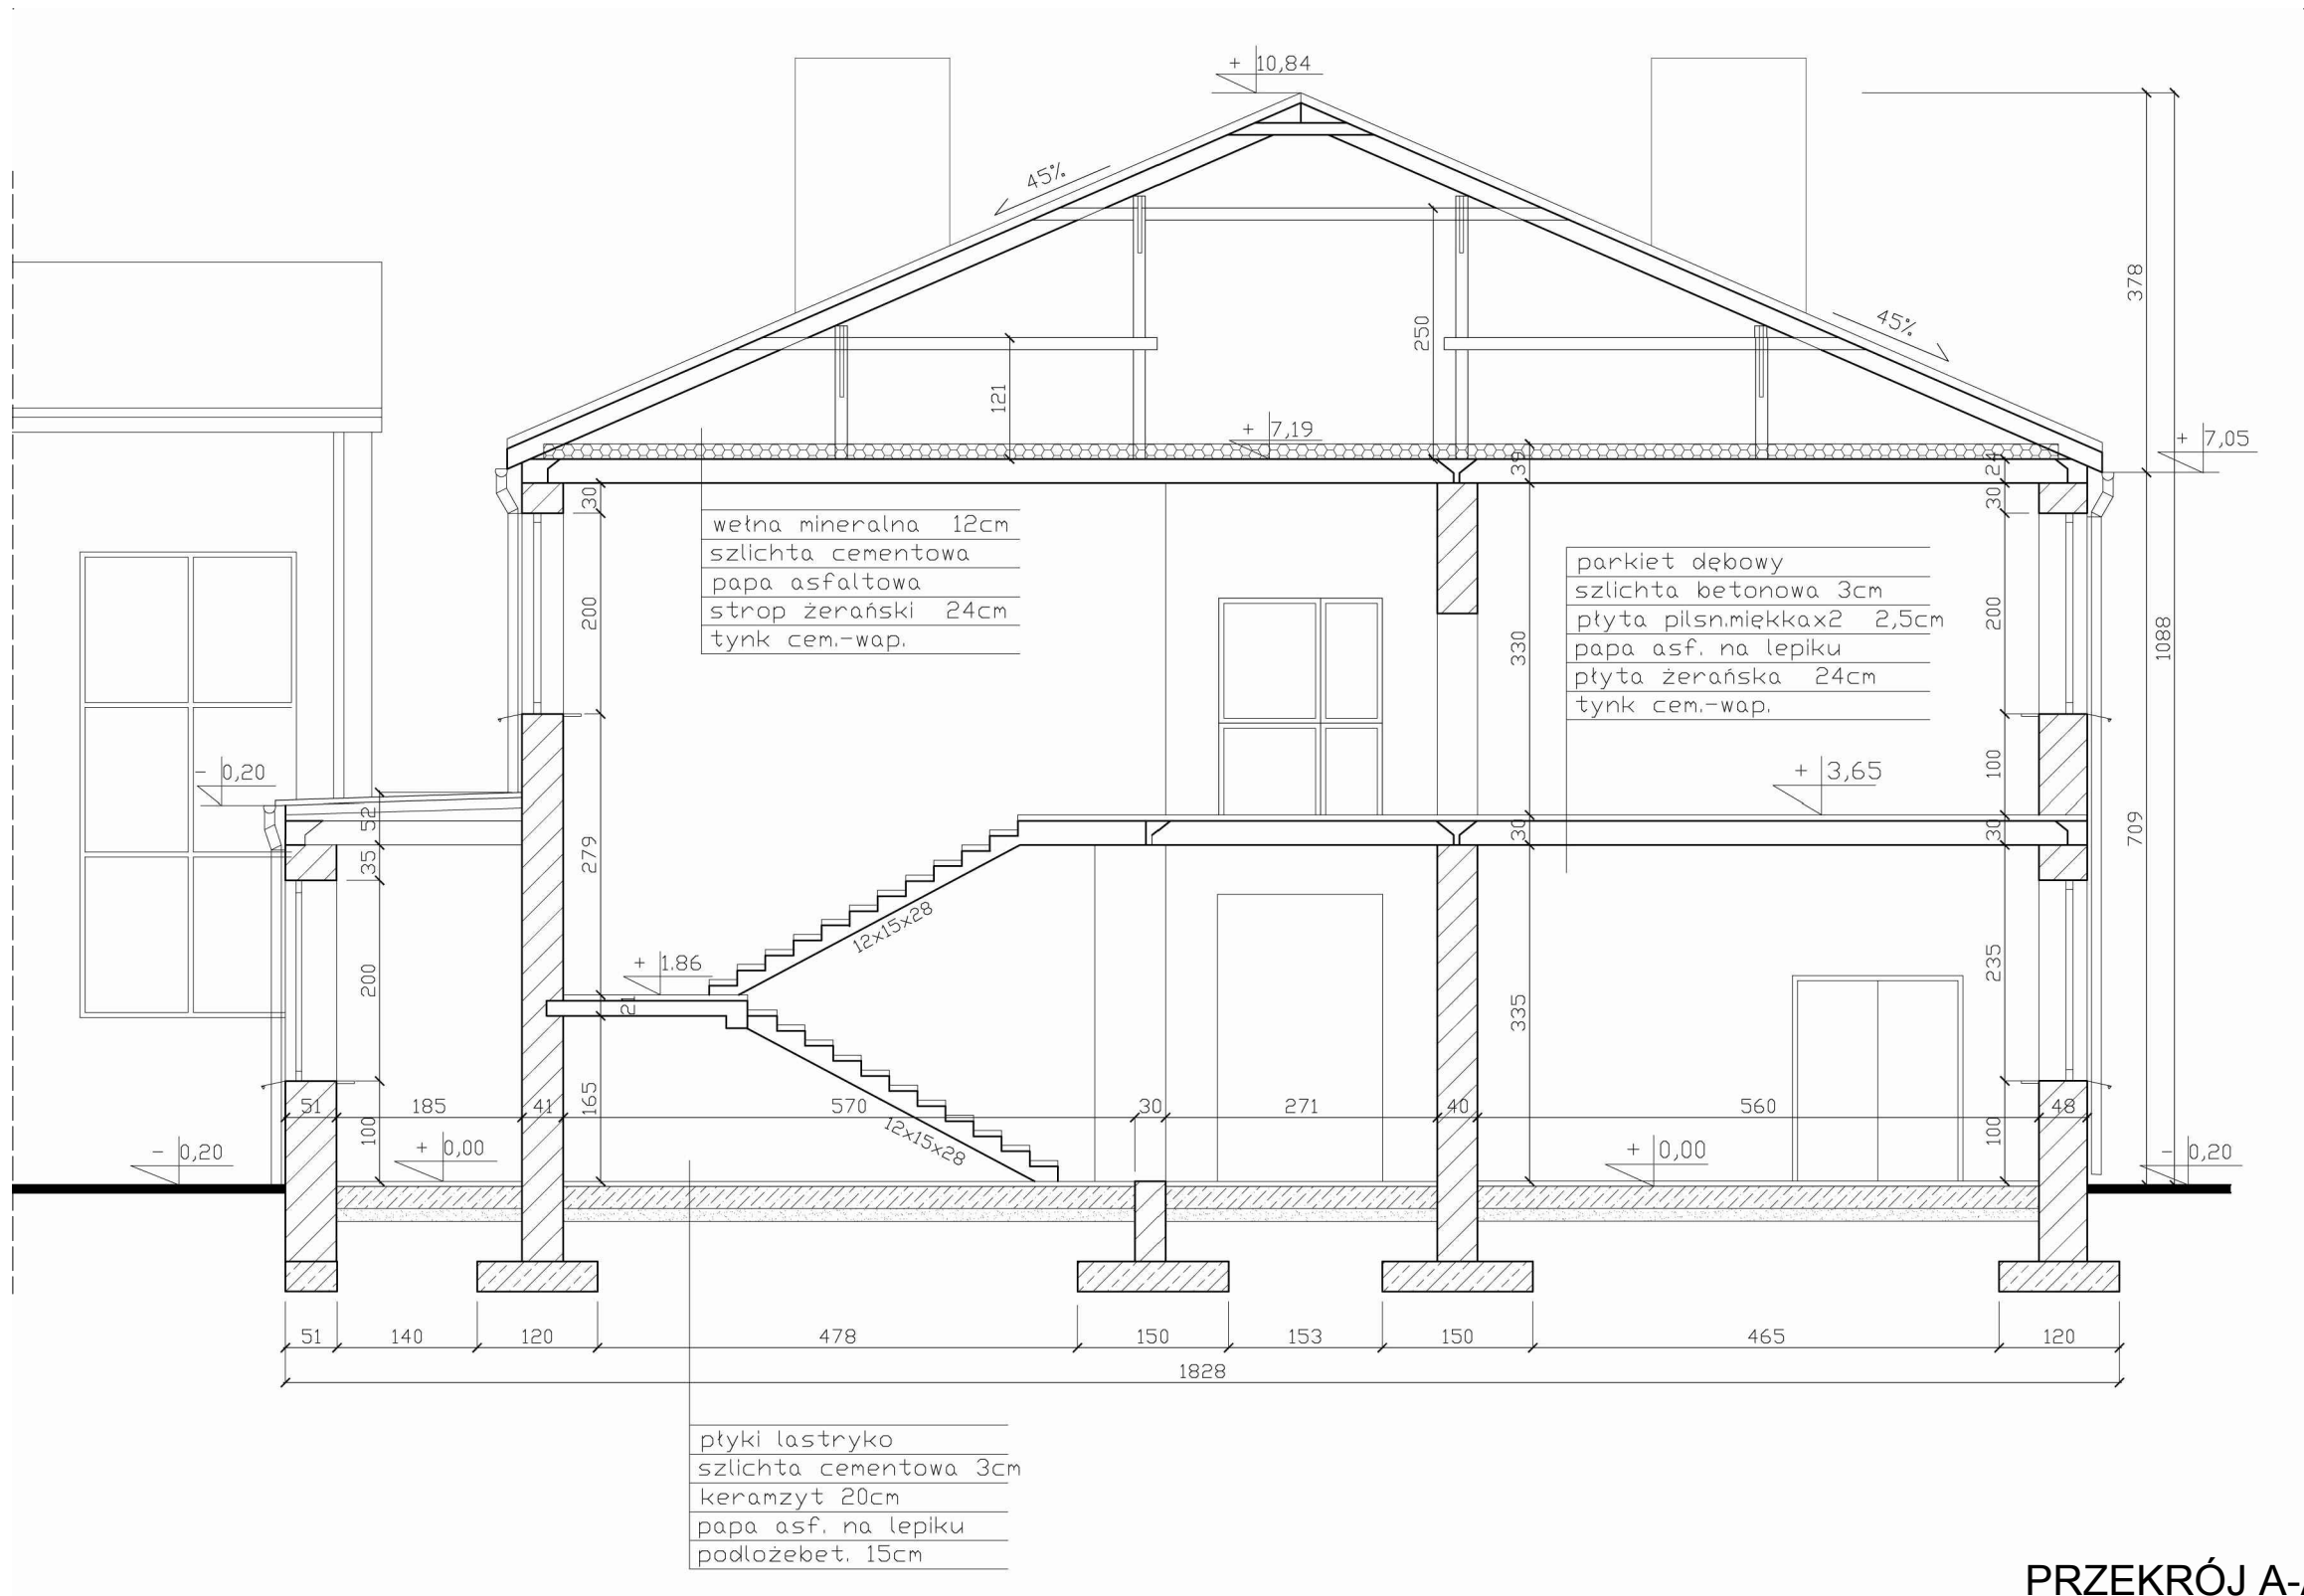 + 10,84
45%
45%
378
250
121
+ 7,19
+ 7,05
39
24
30
30
wełna mineralna 12cm
szlichta cementowa
papa asfaltowa
strop żerański 24cm
tynk cem.-wap.
parkiet dębowy
szlichta betonowa 3cm
płyta pilsn.miękkax2 2,5cm
papa asf. na lepiku
płyta żerańska 24cm
tynk cem.-wap.
200
330
200
1088
- 0,20
+ 3,65
100
52
35
279
30
30
709
12x15x28
+ 1.86
21
200
335
235
165
51
185
41
570
30
271
40
560
48
100
12x15x28
100
- 0,20
+ 0,00
+ 0,00
- 0,20
51
140
120
478
150
153
150
465
120
1828
płyki lastryko
szlichta cementowa 3cm
keramzyt 20cm
papa asf. na lepiku
podlożebet. 15cm
PRZEKRÓJ A-